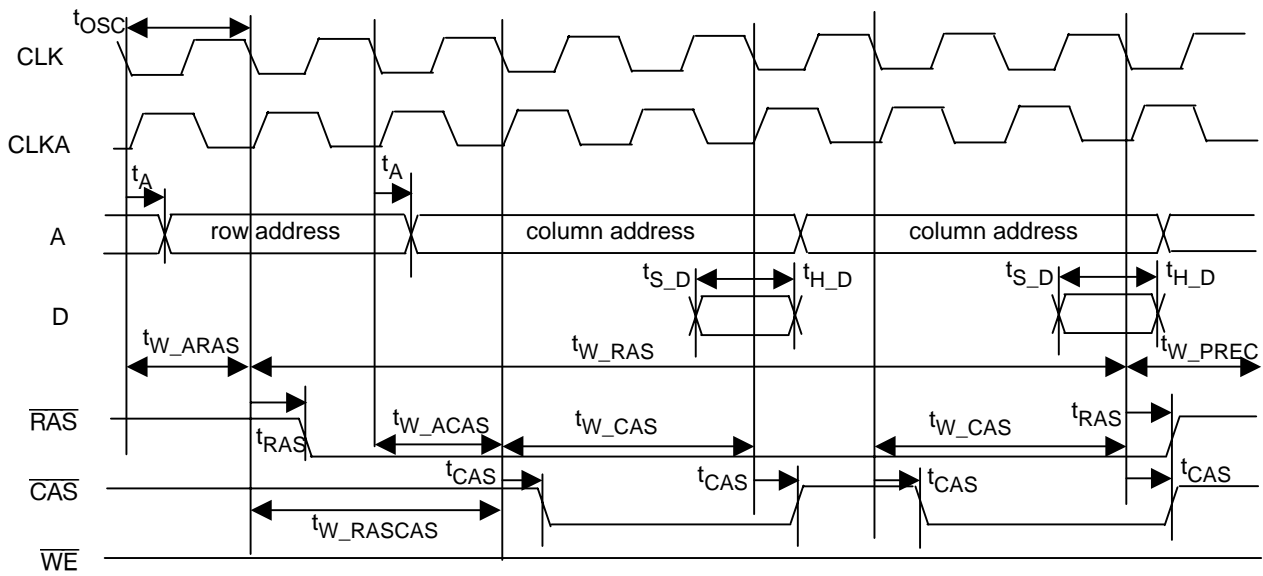 tOSC
CLK
CLKA
tA tA
A row address column address column address
tS_D tH_D tS_D tH_D
D
tW_ARAS tW_RAS tW_PREC
RAS tRAS tW_ACAS tW_CAS tW_CAS tRAS
CAS tCAS tCAS tCAS tCAS
tW_RASCAS
WE